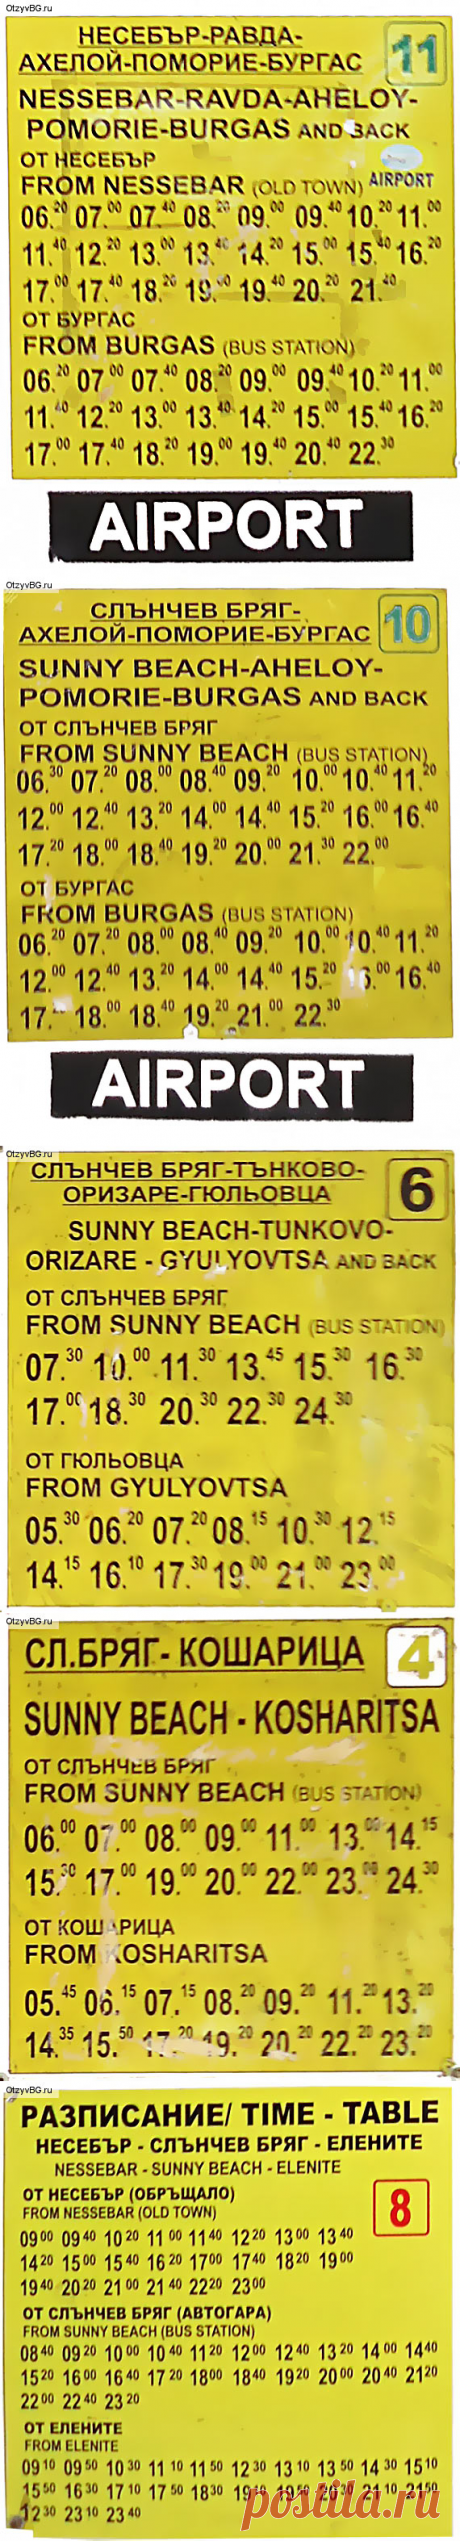 OtzyvBG.ru
НЕСЕБЪР-РАВДА-
АХЕЛОЙ-ПОМОРИЕ-БУРГАС 11
NESSEBAR-RAVDA-AHELOY-
POMORIE-BURGAS AND BACK
ОТ НЕСЕБЪР
FROM NESSEBAR (OLD TOWN) AIRPORT
06.20 07.00 07.40 08.20 09.00 09.40 10.20 11.00
11.40 12.20 13.00 13.40 14.20 15.00 15.40 16.20
17.00 17.40 18.20 19.00 19.40 20.20 21.40
ОТ БУРГАС
FROM BURGAS (BUS STATION)
06.20 07 00 07.40 08.20 09.00 09.40 10.20 11.00
11.40 12.20 13.00 13.40 14.20 15.00 15.40 16.20
17.00 17.40 18.20 19.00 19.40 20.40 22.30
AIRPORT
OtzyvBG.ru
СЛЪНЧЕВ БРЯГ-
АХЕЛОЙ-ПОМОРИЕ-БУРГАС 10
SUNNY BEACH-AHELOY-
POMORIE-BURGAS AND BACK
ОТ СЛЪНЧЕВ БРЯГ
FROM SUNNY BEACH (BUS STATION)
06.30 07.20 08.00 08.40 09.20 10.00 10.40 11.20
12.00 12.40 13.20 14.00 14.40 15.20 16.00 16.40
17.20 18.00 18.40 19.20 20.00 21.30 22.00
ОТ БУРГАС
FROM BURGAS (BUS STATION)
06.20 07.20 08.00 08.40 09.20 10.00 10.40 11.20
12.00 12.40 13.20 14.00 14.40 15.20 16.00 16.40
17. 18.00 18.40 19.20 21.00 22.30
AIRPORT
OtzyvBG.ru
СЛЪНЧЕВ БРЯГ-ТЪНКОВО-
ОРИЗАРЕ-ГЮЛЬОВЦА 6
SUNNY BEACH-TUNKOVO-
ORIZARE - GYULYOVTSA AND BACK
ОТ СЛЪНЧЕВ БРЯГ
FROM SUNNY BEACH (BUS STATION)
07.30 10.00 11.30 13.45 15.30 16.30
17.00 18.30 20.30 22.30 24.30
ОТ ГЮЛЬОВЦА
FROM GYULYOVTSA
05.30 06.20 07.20 08.15 10.30 12.15
14.15 16.10 17.30 19.00 21.00 23.00
OtzyvBG.ru
СЛ.БРЯГ- КОШАРИЦА 4
SUNNY BEACH - KOSHARITSA
ОТ СЛЪНЧЕВ БРЯГ
FROM SUNNY BEACH (BUS STATION)
06.00 07.00 08.00 09.00 11.00 13.00 14.15
15.30 17.00 19.00 20.00 22.00 23.00 24.30
ОТ КОШАРИЦА
FROM KOSHARITSA
05.45 06.15 07.15 08.20 09.20 11.20 13.20
14.35 15.50 17.20 19.20 20.20 22.20 23.20
OtzyvBG.ru
РАЗПИСАНИЕ/ TIME - TABLE
НЕСЕБЪР - СЛЪНЧЕВ БРЯГ - ЕЛЕНИТЕ
NESSEBAR - SUNNY BEACH - ELENITE
ОТ НЕСЕБЪР (ОБРЪЩАЛО)
FROM NESSEBAR (OLD TOWN) 8
09 00 09 40 10 20 11 00 11 40 12 20 13 00 13 40
14 20 15 00 15 40 16 20 17 00 17 40 18 20 19 00
19 40 20 20 21 00 21 40 22 20 23 00
ОТ СЛЪНЧЕВ БРЯГ (АВТОГАРА)
FROM SUNNY BEACH (BUS STATION)
08 40 09 20 10 00 10 40 11 20 12 00 12 40 13 20 14 00 14 40
15 20 16 00 16 40 17 20 18 00 18 40 19 20 20 00 20 40 21 20
22 00 22 40 23 20
ОТ ЕЛЕНИТЕ
FROM ELENITE
09 10 09 50 10 30 11 10 11 50 12 30 13 10 13 50 14 30 15 10
15 50 16 30 17 10 17 50 18 30 19 10 19 50 20 30 21 10 21 50
12 30 23 10 23 40
postila.ru